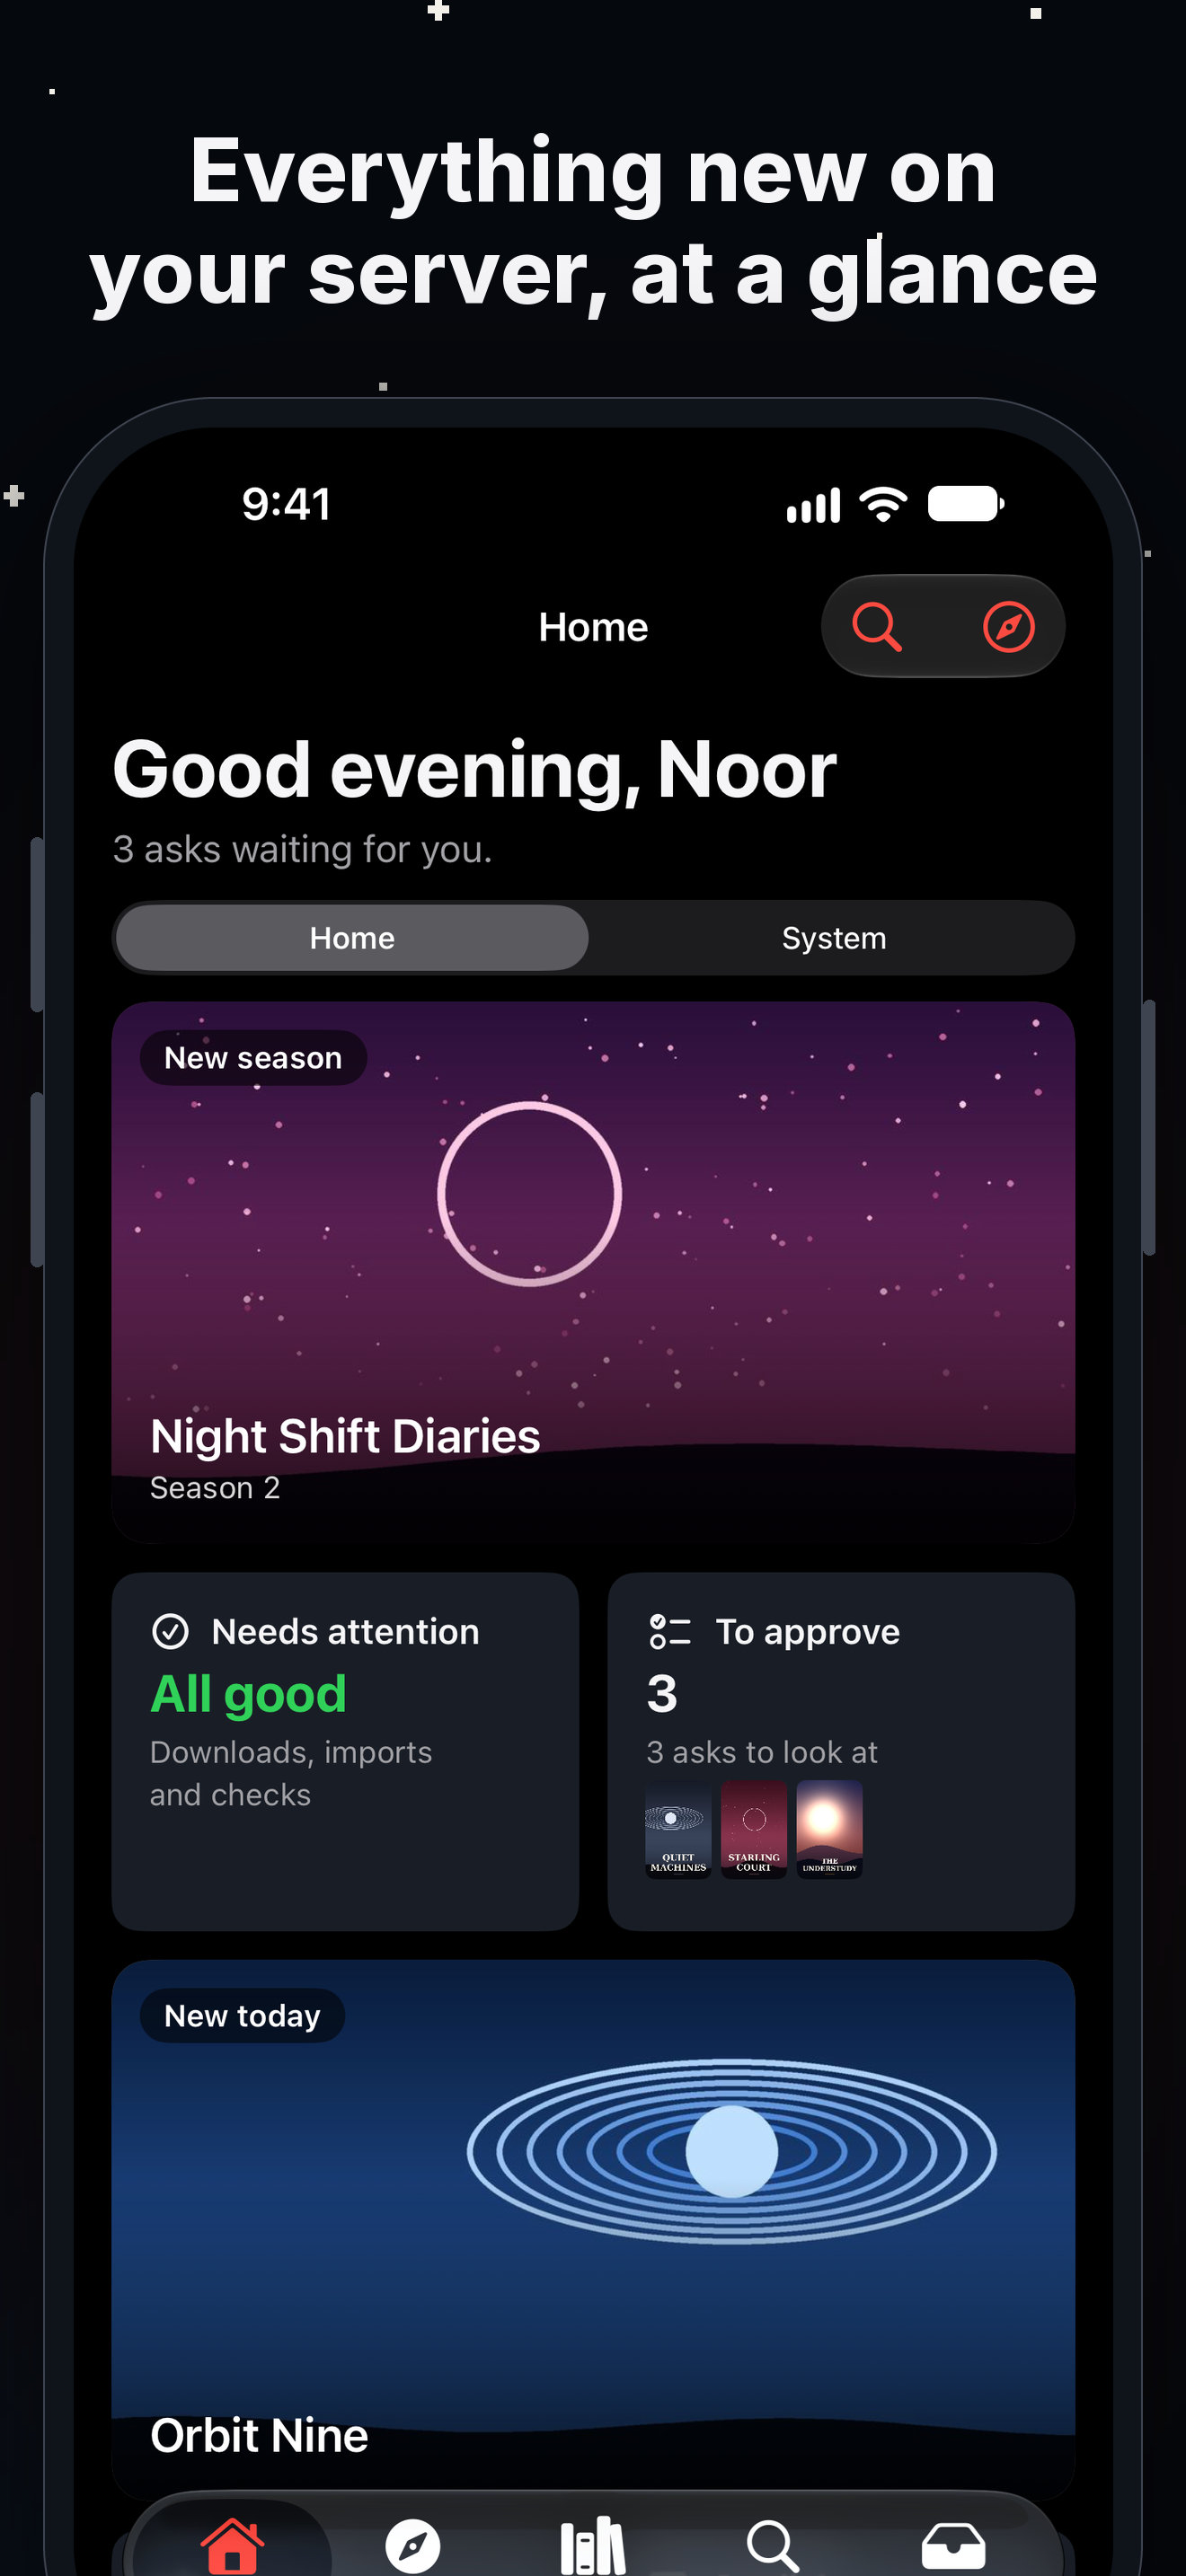 Everything new on
your server, at a glance
9:41
Home
Good evening, Noor
3 asks waiting for you.
Home
System
New season
Night Shift Diaries
Season 2
Needs attention
All good
Downloads, imports
and checks
To approve
3
3 asks to look at
QUIET
MACHINES
STARLING
COURT
THE
UNDERSTUDY
New today
Orbit Nine